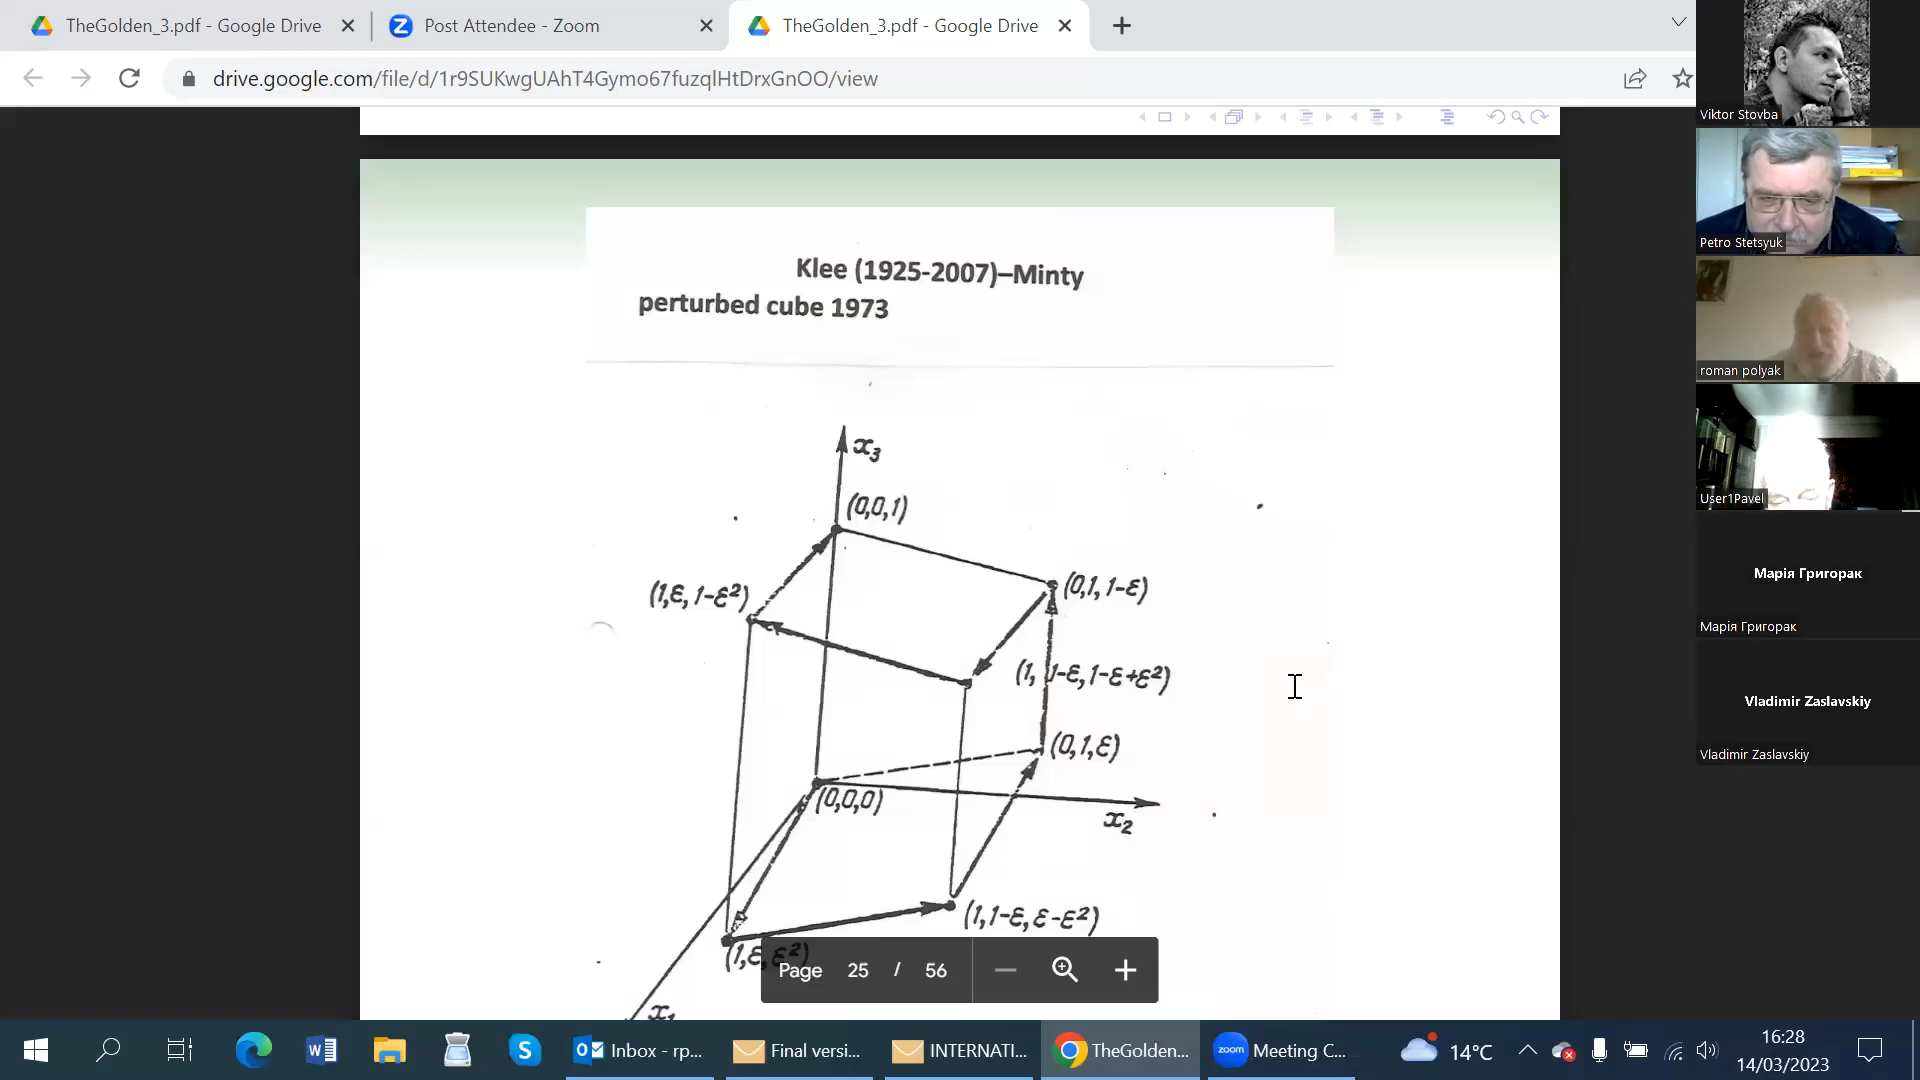 TheGolden_3.pdf - Google Drive
Post Attendee - Zoom
TheGolden_3.pdf - Google Drive
drive.google.com/file/d/1r9SUKwgUAhT4Gymo67fuzqlHtDrxGnOO/view
Klee (1925-2007)–Minty
perturbed cube 1973
x₃
(0,0,1)
(1,ε,1-ε²)
(0,1,1-ε)
(1,1-ε,1-ε+ε²)
(0,1,ε)
(0,0,0)
x₂
(1,1-ε,ε-ε²)
(1,ε,ε²)
x₁
Page 25 / 56
Viktor Stovba
Petro Stetsyuk
roman polyak
User1Pavel
Марія Григорак
Марія Григорак
Vladimir Zaslavskiy
Vladimir Zaslavskiy
Inbox - rp...
Final versi...
INTERNATI...
TheGolden...
zoom
Meeting C...
14°C
16:28
14/03/2023